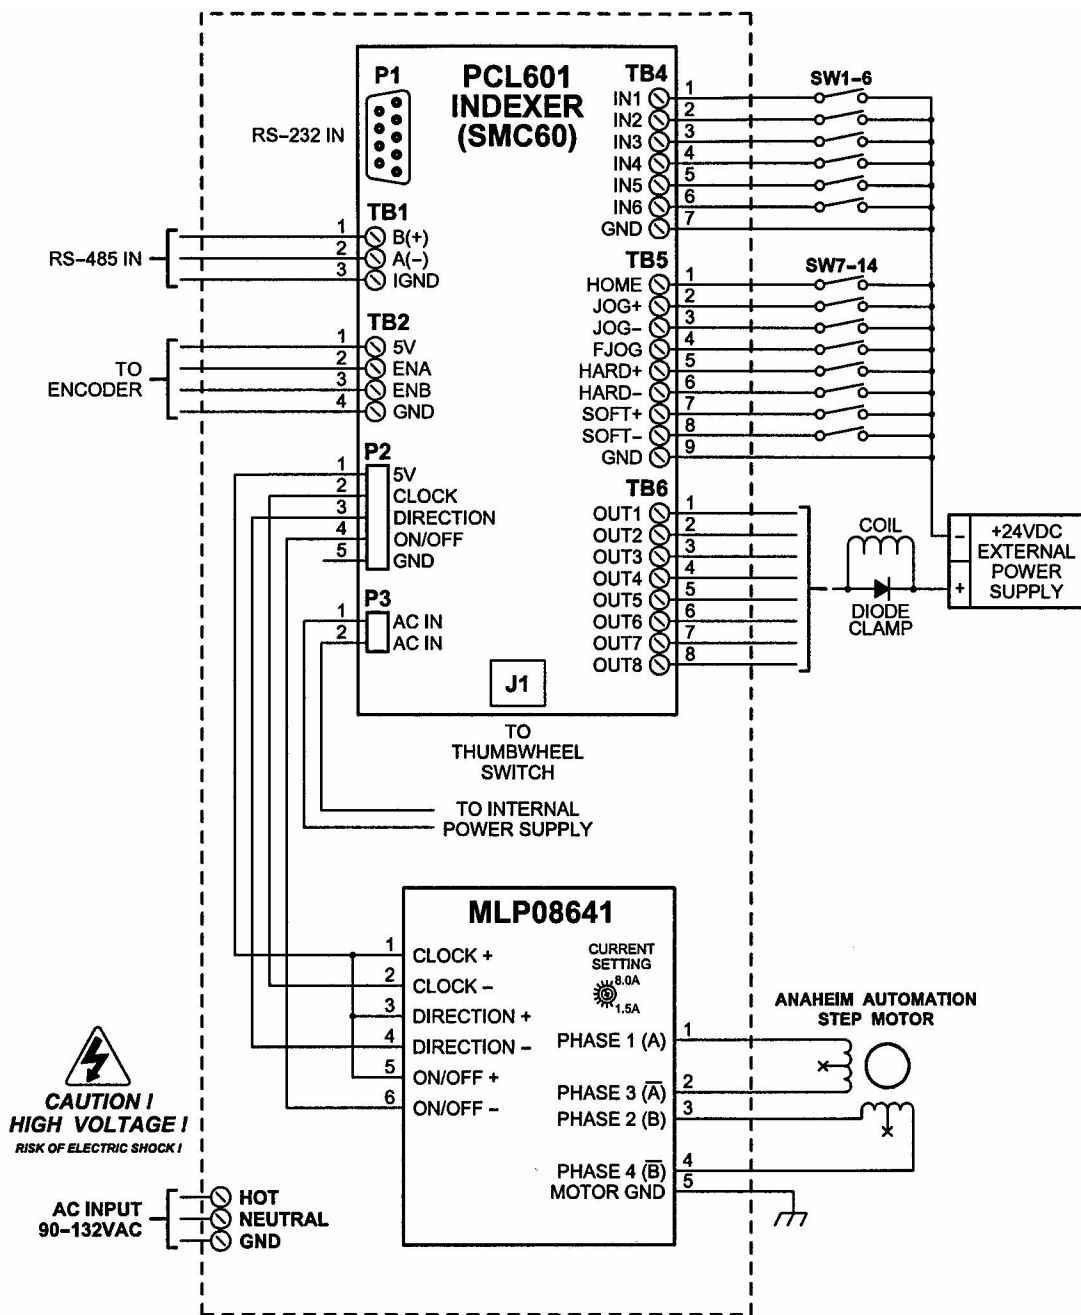 PCL601
INDEXER
(SMC60)
P1
RS-232 IN
TB1
RS-485 IN
1 B(+)
2 A(-)
3 IGND
TB2
TO
ENCODER
1 5V
2 ENA
3 ENB
4 GND
P2
1 5V
2 CLOCK
3 DIRECTION
4 ON/OFF
5 GND
P3
1 AC IN
2 AC IN
J1
TO
THUMBWHEEL
SWITCH
TO INTERNAL
POWER SUPPLY
TB4
SW1-6
IN1 1
IN2 2
IN3 3
IN4 4
IN5 5
IN6 6
GND 7
TB5
SW7-14
HOME 1
JOG+ 2
JOG- 3
FJOG 4
HARD+ 5
HARD- 6
SOFT+ 7
SOFT- 8
GND 9
TB6
OUT1 1
OUT2 2
OUT3 3
OUT4 4
OUT5 5
OUT6 6
OUT7 7
OUT8 8
COIL
DIODE
CLAMP
-
+
+24VDC
EXTERNAL
POWER
SUPPLY
MLP08641
1 CLOCK +
2 CLOCK -
3 DIRECTION +
4 DIRECTION -
5 ON/OFF +
6 ON/OFF -
CURRENT
SETTING
8.0A
1.5A
PHASE 1 (A) 1
PHASE 3 (A̅) 2
PHASE 2 (B) 3
PHASE 4 (B̅) 4
MOTOR GND 5
ANAHEIM AUTOMATION
STEP MOTOR
CAUTION !
HIGH VOLTAGE !
RISK OF ELECTRIC SHOCK !
AC INPUT
90-132VAC
HOT
NEUTRAL
GND